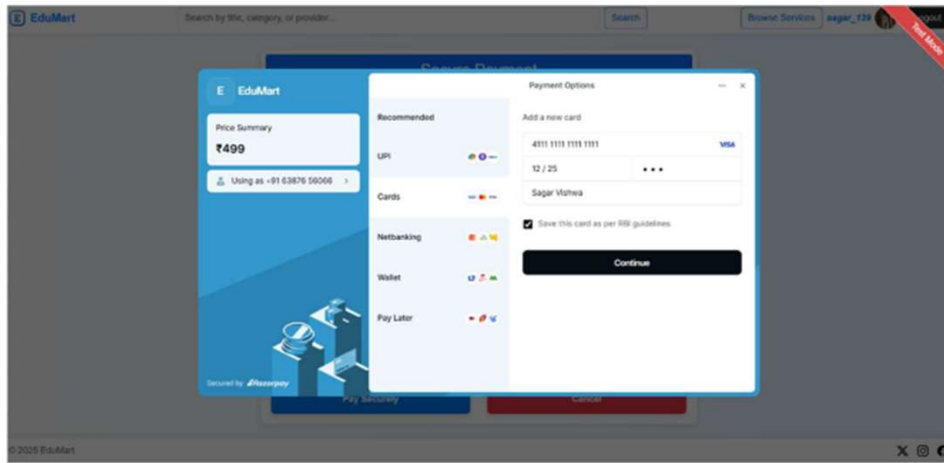 E EduMart
Search by title, category, or provider...
Search
Browse Services
sagar_139
Logout
Test Mode
Secure Payment
E EduMart
Price Summary
₹499
Using as +91 63876 56066 >
Secured by Razorpay
Payment Options
Recommended
UPI
Cards
Netbanking
Wallet
Pay Later
Add a new card
4111 1111 1111 1111 VISA
12 / 25
Sagar Vishwa
Save this card as per RBI guidelines
Continue
Pay Securely
Cancel
© 2025 EduMart